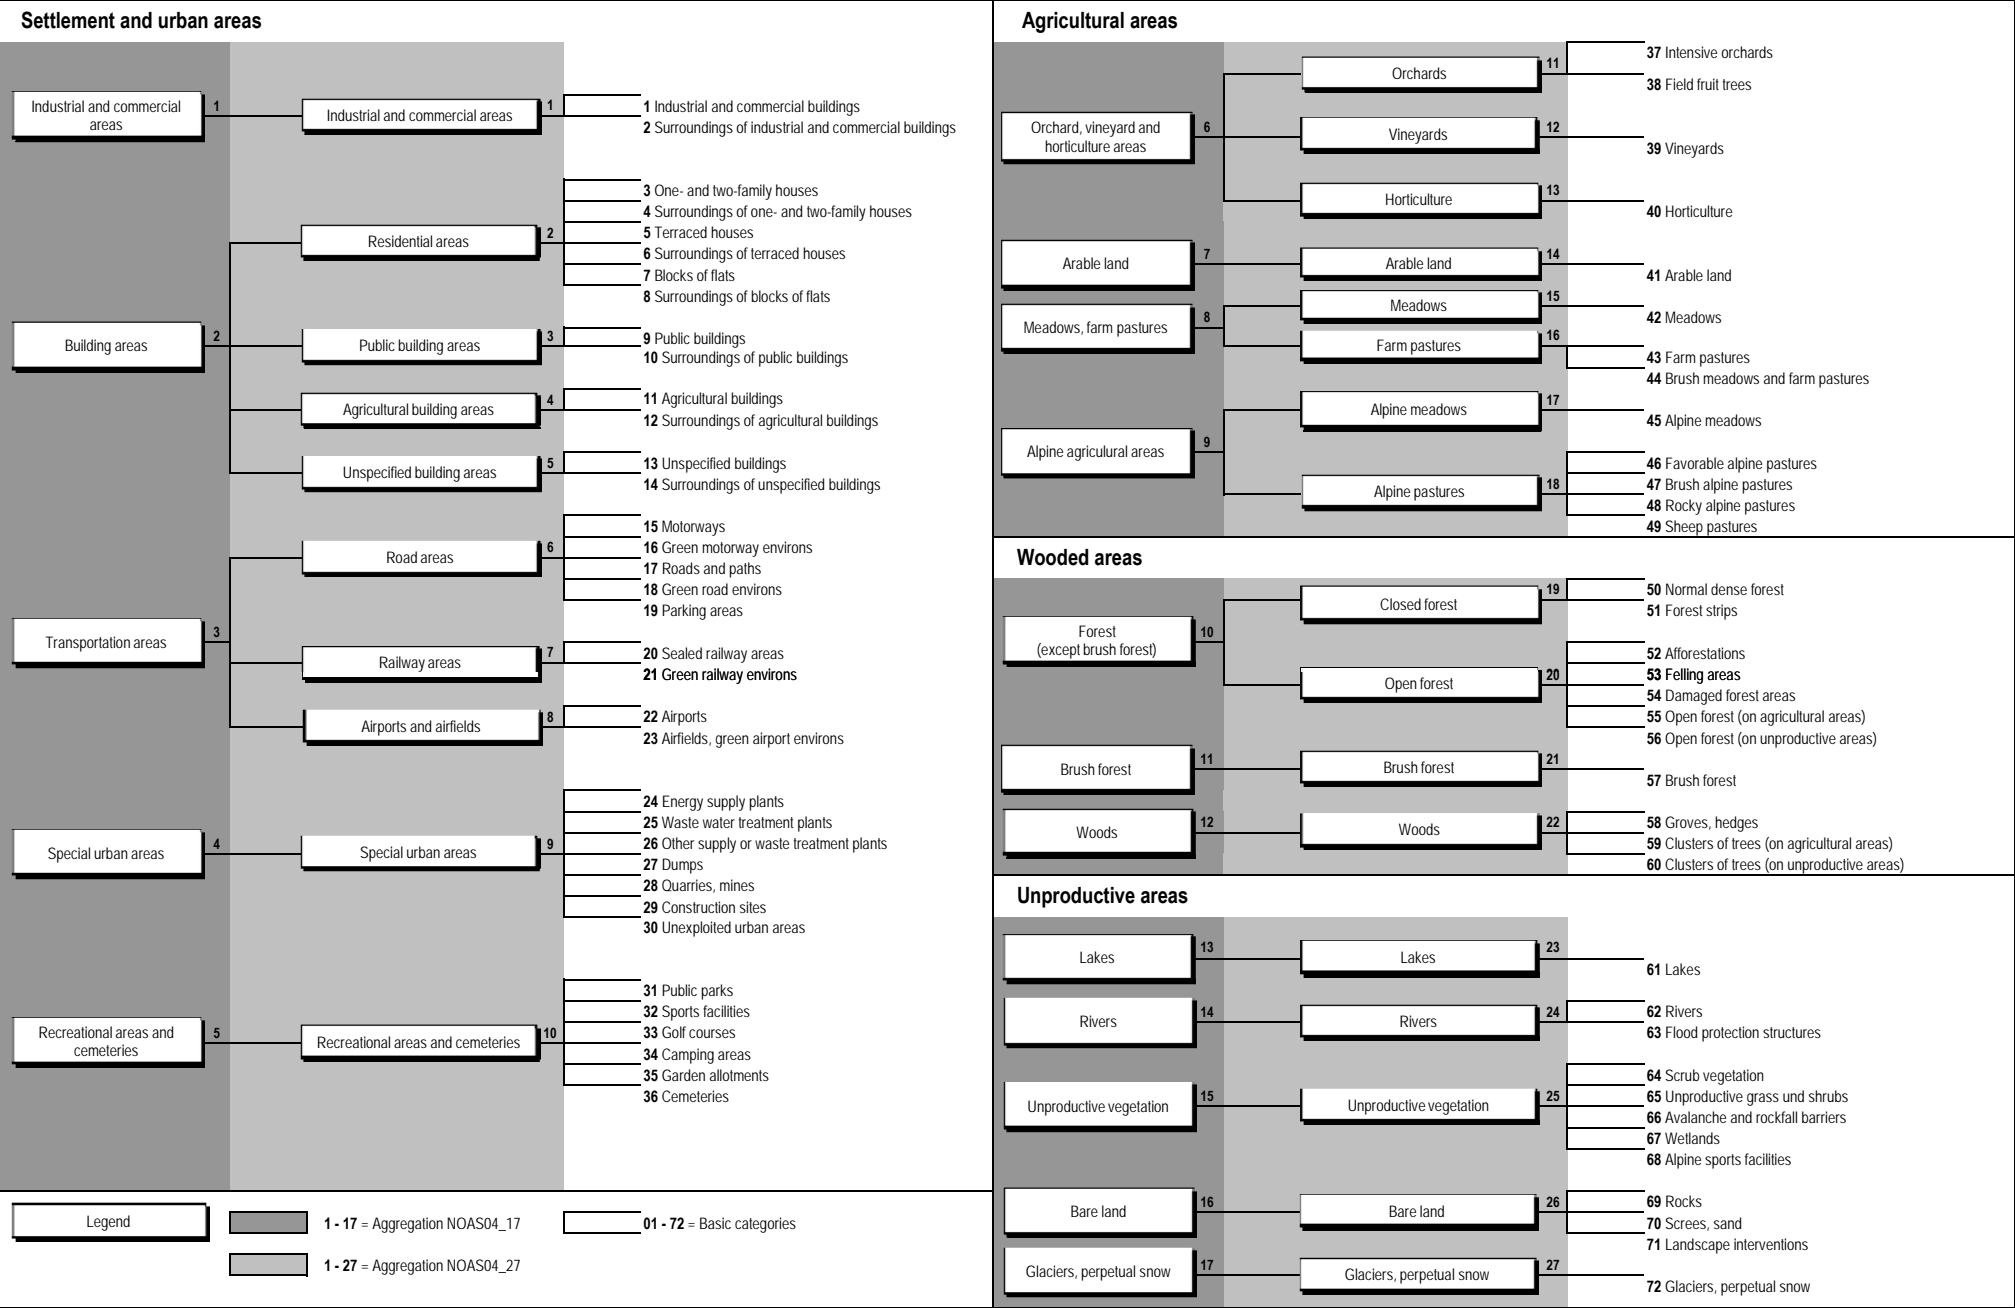 Settlement and urban areas
Industrial and commercial
areas
1
Industrial and commercial areas
1
1 Industrial and commercial buildings
2 Surroundings of industrial and commercial buildings
Building areas
2
Residential areas
2
3 One- and two-family houses
4 Surroundings of one- and two-family houses
5 Terraced houses
6 Surroundings of terraced houses
7 Blocks of flats
8 Surroundings of blocks of flats
Public building areas
3
9 Public buildings
10 Surroundings of public buildings
Agricultural building areas
4
11 Agricultural buildings
12 Surroundings of agricultural buildings
Unspecified building areas
5
13 Unspecified buildings
14 Surroundings of unspecified buildings
Transportation areas
3
Road areas
6
15 Motorways
16 Green motorway environs
17 Roads and paths
18 Green road environs
19 Parking areas
Railway areas
7
20 Sealed railway areas
21 Green railway environs
Airports and airfields
8
22 Airports
23 Airfields, green airport environs
Special urban areas
4
Special urban areas
9
24 Energy supply plants
25 Waste water treatment plants
26 Other supply or waste treatment plants
27 Dumps
28 Quarries, mines
29 Construction sites
30 Unexploited urban areas
Recreational areas and
cemeteries
5
Recreational areas and cemeteries
10
31 Public parks
32 Sports facilities
33 Golf courses
34 Camping areas
35 Garden allotments
36 Cemeteries
Legend
1 - 17 = Aggregation NOAS04_17
1 - 27 = Aggregation NOAS04_27
01 - 72 = Basic categories
Agricultural areas
Orchard, vineyard and
horticulture areas
6
Orchards
11
37 Intensive orchards
38 Field fruit trees
Vineyards
12
39 Vineyards
Horticulture
13
40 Horticulture
Arable land
7
Arable land
14
41 Arable land
Meadows, farm pastures
8
Meadows
15
42 Meadows
Farm pastures
16
43 Farm pastures
44 Brush meadows and farm pastures
Alpine agriculural areas
9
Alpine meadows
17
45 Alpine meadows
Alpine pastures
18
46 Favorable alpine pastures
47 Brush alpine pastures
48 Rocky alpine pastures
49 Sheep pastures
Wooded areas
Forest
(except brush forest)
10
Closed forest
19
50 Normal dense forest
51 Forest strips
Open forest
20
52 Afforestations
53 Felling areas
54 Damaged forest areas
55 Open forest (on agricultural areas)
56 Open forest (on unproductive areas)
Brush forest
11
Brush forest
21
57 Brush forest
Woods
12
Woods
22
58 Groves, hedges
59 Clusters of trees (on agricultural areas)
60 Clusters of trees (on unproductive areas)
Unproductive areas
Lakes
13
Lakes
23
61 Lakes
Rivers
14
Rivers
24
62 Rivers
63 Flood protection structures
Unproductive vegetation
15
Unproductive vegetation
25
64 Scrub vegetation
65 Unproductive grass und shrubs
66 Avalanche and rockfall barriers
67 Wetlands
68 Alpine sports facilities
Bare land
16
Bare land
26
69 Rocks
70 Screes, sand
71 Landscape interventions
Glaciers, perpetual snow
17
Glaciers, perpetual snow
27
72 Glaciers, perpetual snow